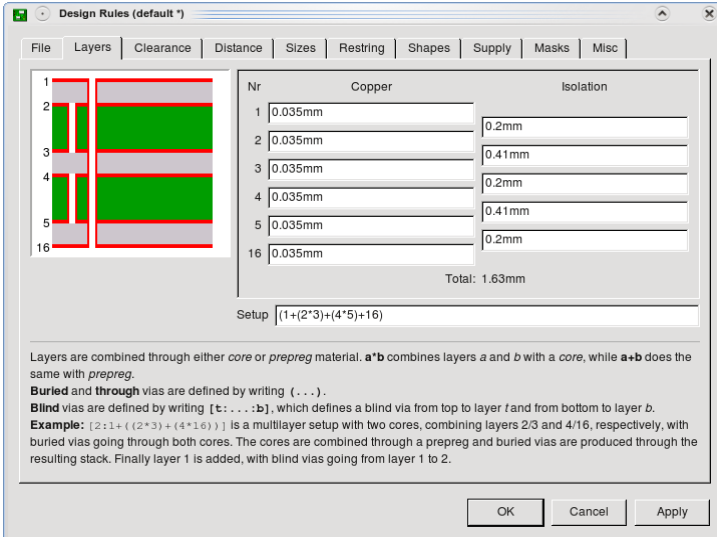 Design Rules (default *)
File Layers Clearance Distance Sizes Restring Shapes Supply Masks Misc
1
2
3
4
5
16
Nr Copper Isolation
1 0.035mm
0.2mm
2 0.035mm
0.41mm
3 0.035mm
0.2mm
4 0.035mm
0.41mm
5 0.035mm
0.2mm
16 0.035mm
Total: 1.63mm
Setup (1+(2*3)+(4*5)+16)
Layers are combined through either core or prepreg material. a*b combines layers a and b with a core, while a+b does the
same with prepreg.
Buried and through vias are defined by writing (...).
Blind vias are defined by writing [t:...:b], which defines a blind via from top to layer t and from bottom to layer b.
Example: [2:1+((2*3)+(4*16))] is a multilayer setup with two cores, combining layers 2/3 and 4/16, respectively, with
buried vias going through both cores. The cores are combined through a prepreg and buried vias are produced through the
resulting stack. Finally layer 1 is added, with blind vias going from layer 1 to 2.
OK Cancel Apply